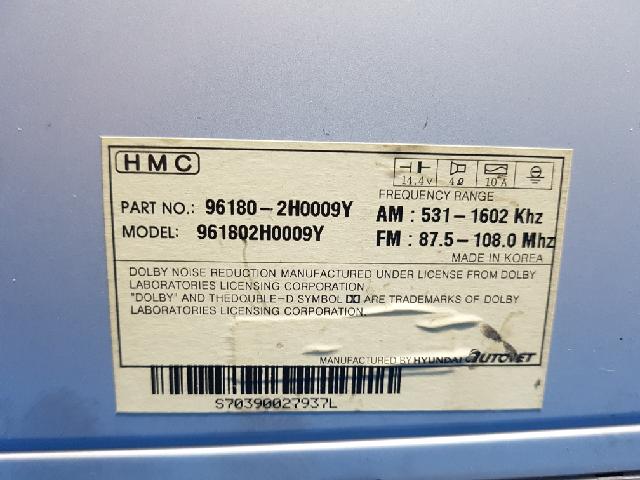 HMC
14.4v 4Ω 10A
FREQUENCY RANGE
PART NO.: 96180-2H0009Y
AM : 531-1602 Khz
MODEL: 961802H0009Y
FM : 87.5-108.0 Mhz
MADE IN KOREA
DOLBY NOISE REDUCTION MANUFACTURED UNDER LICENSE FROM DOLBY
LABORATORIES LICENSING CORPORATION.
"DOLBY" AND THEDOUBLE-D SYMBOL ARE TRADEMARKS OF DOLBY
LABORATORIES LICENSING CORPORATION.
MANUFACTURED BY HYUNDAI AUTONET
S70390027937L